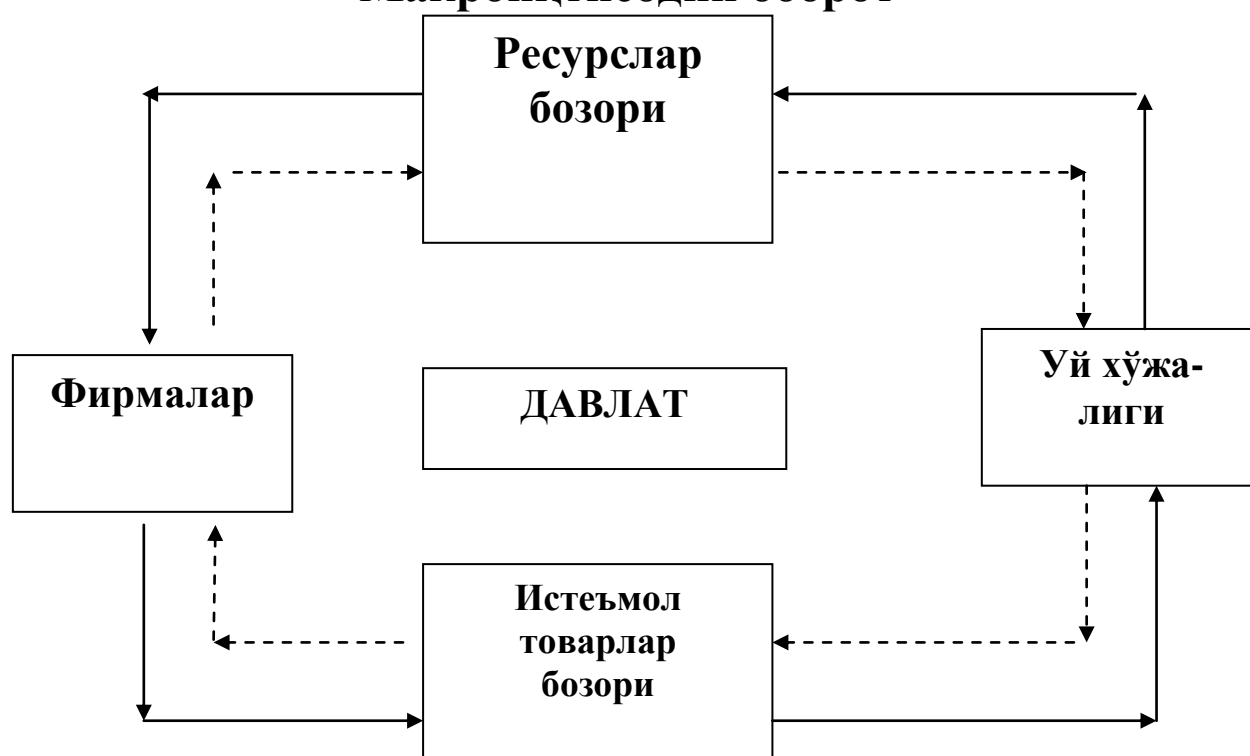 Ресурслар
бозори
Фирмалар
ДАВЛАТ
Уй хўжа-
лиги
Истеъмол
товарлар
бозори